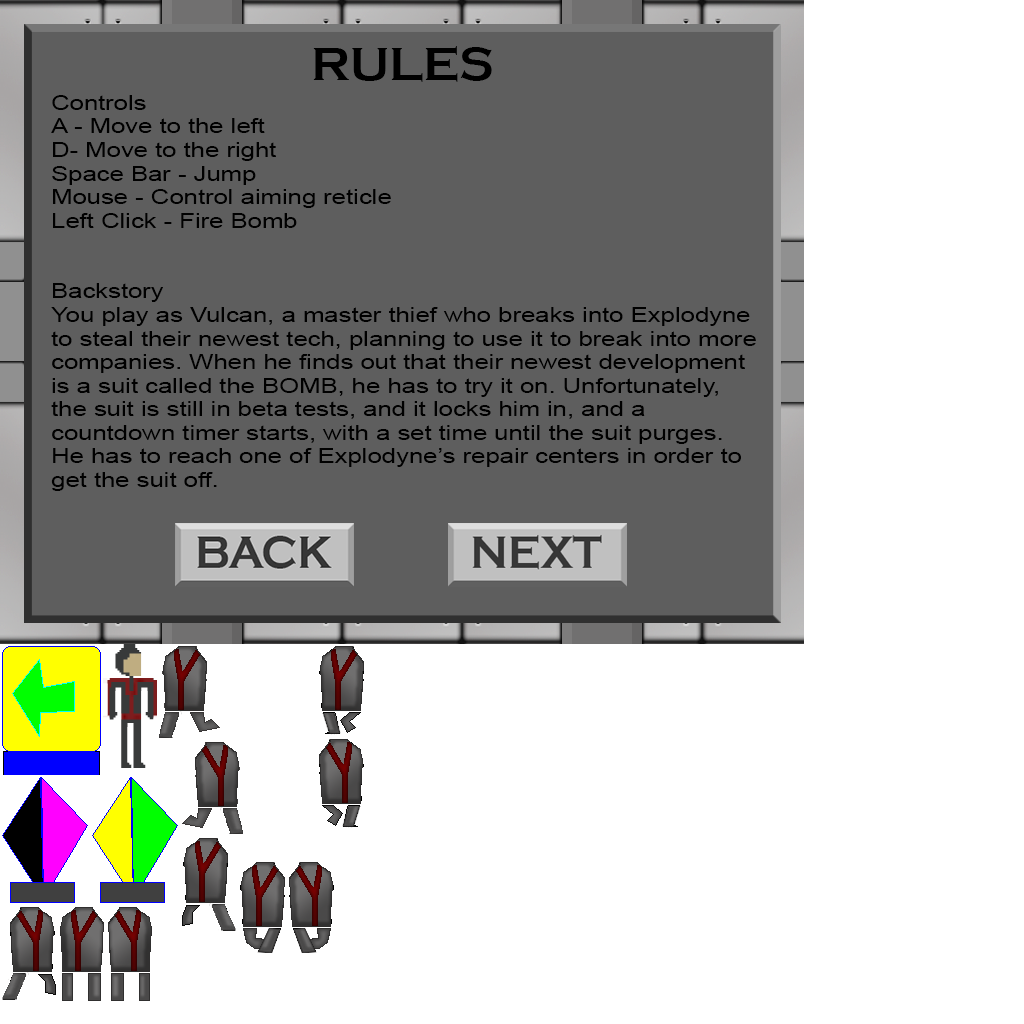 RULES
Controls
A - Move to the left
D- Move to the right
Space Bar - Jump
Mouse - Control aiming reticle
Left Click - Fire Bomb
Backstory
You play as Vulcan, a master thief who breaks into Explodyne
to steal their newest tech, planning to use it to break into more
companies. When he finds out that their newest development
is a suit called the BOMB, he has to try it on. Unfortunately,
the suit is still in beta tests, and it locks him in, and a
countdown timer starts, with a set time until the suit purges.
He has to reach one of Explodyne’s repair centers in order to
get the suit off.
BACK
NEXT